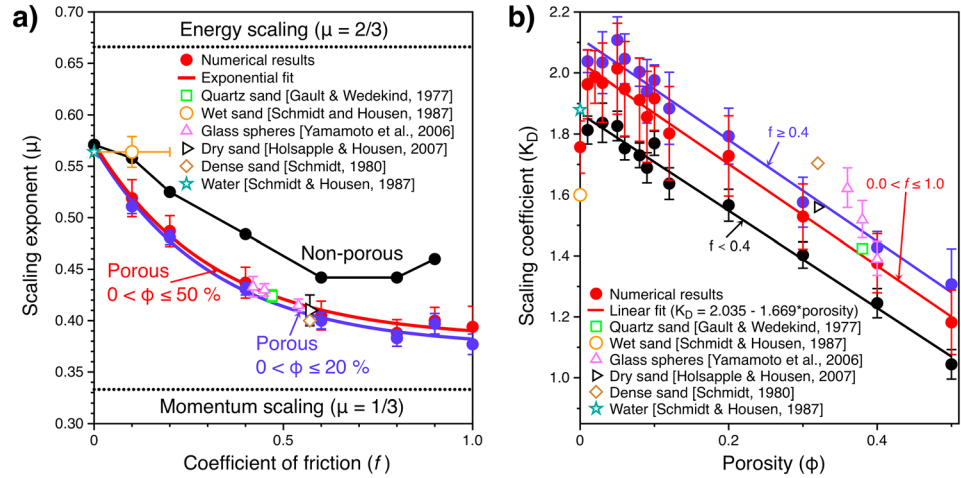 a)
0.70
0.65
0.60
0.55
0.50
0.45
0.40
0.35
0.30
Scaling exponent (μ)
Energy scaling (μ = 2/3)
Numerical results
Exponential fit
Quartz sand [Gault & Wedekind, 1977]
Wet sand [Schmidt and Housen, 1987]
Glass spheres [Yamamoto et al., 2006]
Dry sand [Holsapple & Housen, 2007]
Dense sand [Schmidt, 1980]
Water [Schmidt & Housen, 1987]
Non-porous
Porous
0 < ϕ ≤ 50 %
Porous
0 < ϕ ≤ 20 %
Momentum scaling (μ = 1/3)
0
0.5
1.0
Coefficient of friction (f)
b)
2.2
2.0
1.8
1.6
1.4
1.2
1.0
Scaling coefficient (K_D)
f ≥ 0.4
0.0 < f ≤ 1.0
f < 0.4
Numerical results
Linear fit (K_D = 2.035 - 1.669*porosity)
Quartz sand [Gault & Wedekind, 1977]
Wet sand [Schmidt & Housen, 1987]
Glass spheres [Yamamoto et al., 2006]
Dry sand [Holsapple & Housen, 2007]
Dense sand [Schmidt, 1980]
Water [Schmidt & Housen, 1987]
0
0.2
0.4
Porosity (ϕ)